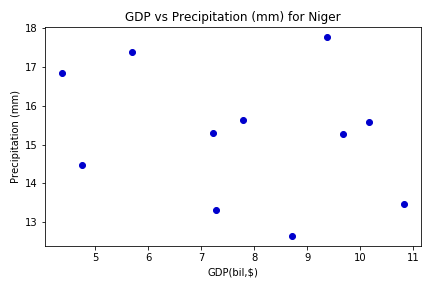 GDP vs Precipitation (mm) for Niger
18
17
16
15
14
13
Precipitation (mm)
5 6 7 8 9 10 11
GDP(bil,$)